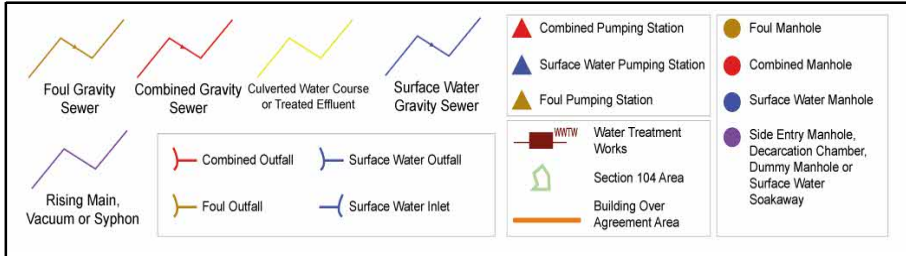 Foul Gravity
Sewer
Combined Gravity
Sewer
Culverted Water Course
or Treated Effluent
Surface Water
Gravity Sewer
Rising Main,
Vacuum or Syphon
Combined Outfall
Surface Water Outfall
Foul Outfall
Surface Water Inlet
Combined Pumping Station
Surface Water Pumping Station
Foul Pumping Station
WWTW
Water Treatment
Works
Section 104 Area
Building Over
Agreement Area
Foul Manhole
Combined Manhole
Surface Water Manhole
Side Entry Manhole,
Decarcation Chamber,
Dummy Manhole or
Surface Water
Soakaway